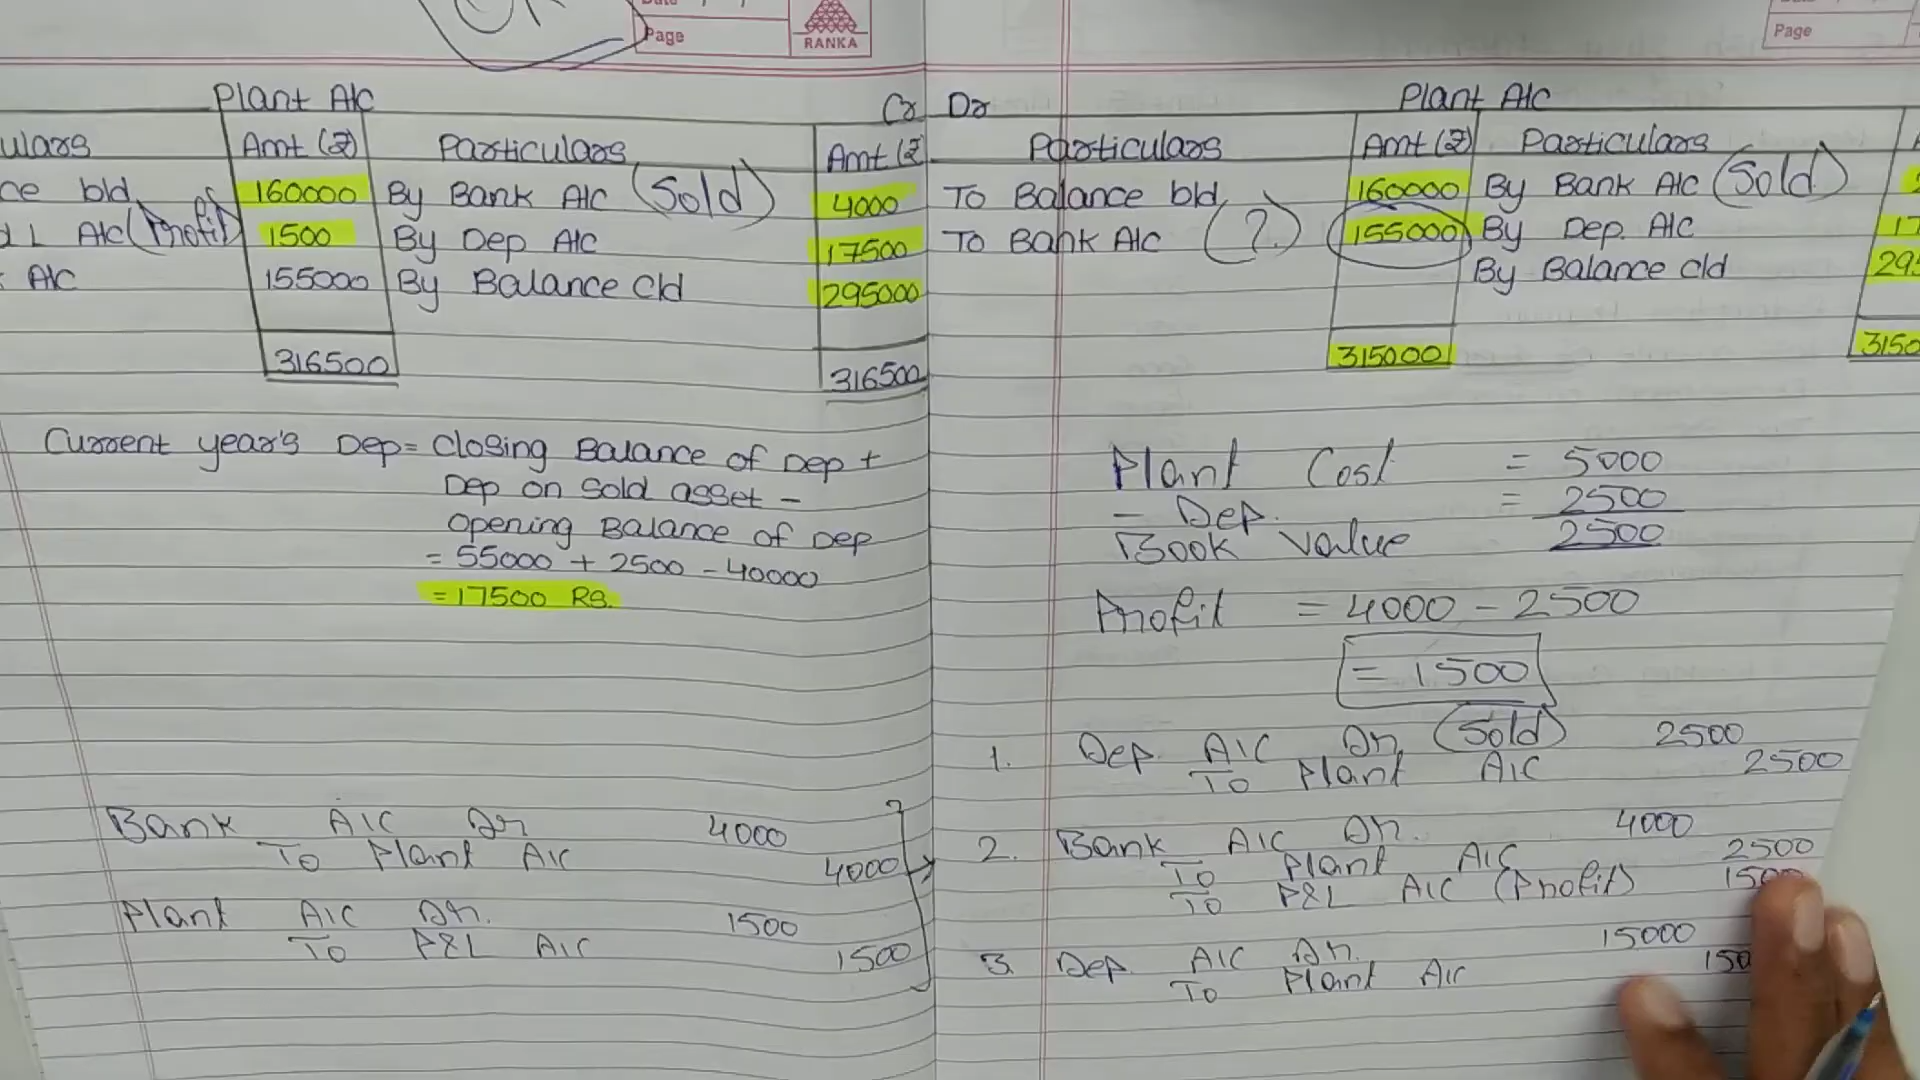 Page
RANKA
Page
Plant A/c
Cr
Amt (₹)
Particulars
Amt (₹
ce b/d
160000
By Bank A/c (Sold)
4000
A/c (Profit)
1500
By Dep A/c
17500
A/c
155000
By Balance c/d
295000
316500
316500
Current year's Dep = Closing Balance of Dep +
Dep on sold asset -
Opening Balance of Dep
= 55000 + 2500 - 40000
= 17500 Rs.
Bank A/c Dr 4000
To Plant A/c 4000
Plant A/c Dr. 1500
To P&L A/c 1500
Dr
Plant A/c
Particulars
Amt (₹)
Particulars
To Balance b/d
160000
By Bank A/c (Sold)
To Bank A/c (?)
155000
By Dep. A/c
17
By Balance c/d
295
315000
3150
Plant Cost = 5000
- Dep. = 2500
Book Value 2500
Profit = 4000 - 2500
= 1500
1. Dep. A/c Dr (Sold) 2500
To Plant A/c 2500
2. Bank A/c Dr. 4000
To Plant A/c 2500
To P&L A/c (Profit) 1500
3. Dep. A/c Dr. 15000
To Plant A/c 150